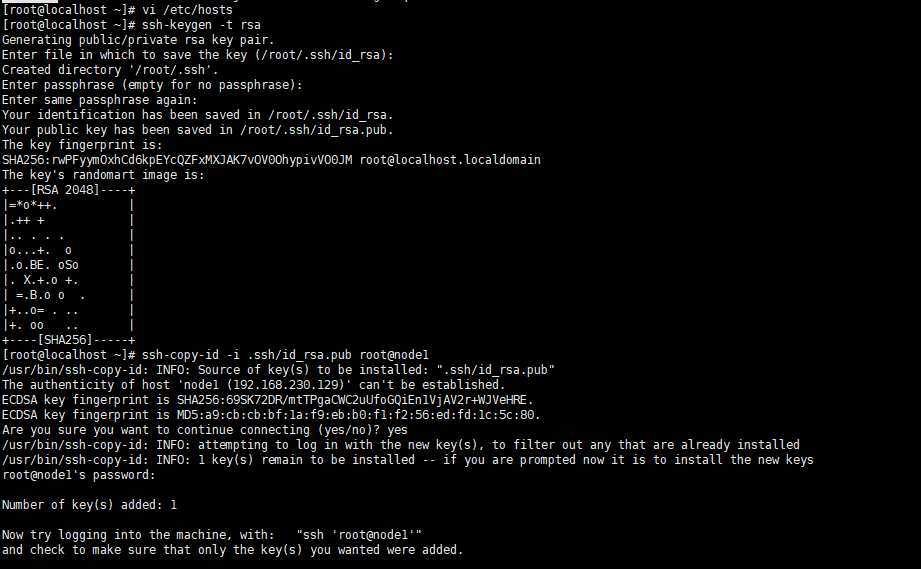 [root@localhost ~]# vi /etc/hosts
[root@localhost ~]# ssh-keygen -t rsa
Generating public/private rsa key pair.
Enter file in which to save the key (/root/.ssh/id_rsa):
Created directory '/root/.ssh'.
Enter passphrase (empty for no passphrase):
Enter same passphrase again:
Your identification has been saved in /root/.ssh/id_rsa.
Your public key has been saved in /root/.ssh/id_rsa.pub.
The key fingerprint is:
SHA256:rwPFyymOxhCd6kpEYcQZFxMXJAK7vOV0OhypivVO0JM root@localhost.localdomain
The key's randomart image is:
+---[RSA 2048]----+
|=*o*++.          |
|.++ +            |
|.. . . .         |
|o...+.  o        |
|.o.BE. oSo       |
|. X.+.o +.       |
| =.B.o o  .      |
|+..o= . ..       |
|+. oo   ..       |
+----[SHA256]-----+
[root@localhost ~]# ssh-copy-id -i .ssh/id_rsa.pub root@node1
/usr/bin/ssh-copy-id: INFO: Source of key(s) to be installed: ".ssh/id_rsa.pub"
The authenticity of host 'node1 (192.168.230.129)' can't be established.
ECDSA key fingerprint is SHA256:69SK72DR/mtTPgaCWC2uUfoGQiEn1VjAV2r+WJVeHRE.
ECDSA key fingerprint is MD5:a9:cb:cb:bf:1a:f9:eb:b0:f1:f2:56:ed:fd:1c:5c:80.
Are you sure you want to continue connecting (yes/no)? yes
/usr/bin/ssh-copy-id: INFO: attempting to log in with the new key(s), to filter out any that are already installed
/usr/bin/ssh-copy-id: INFO: 1 key(s) remain to be installed -- if you are prompted now it is to install the new keys
root@node1's password:
Number of key(s) added: 1
Now try logging into the machine, with:   "ssh 'root@node1'"
and check to make sure that only the key(s) you wanted were added.